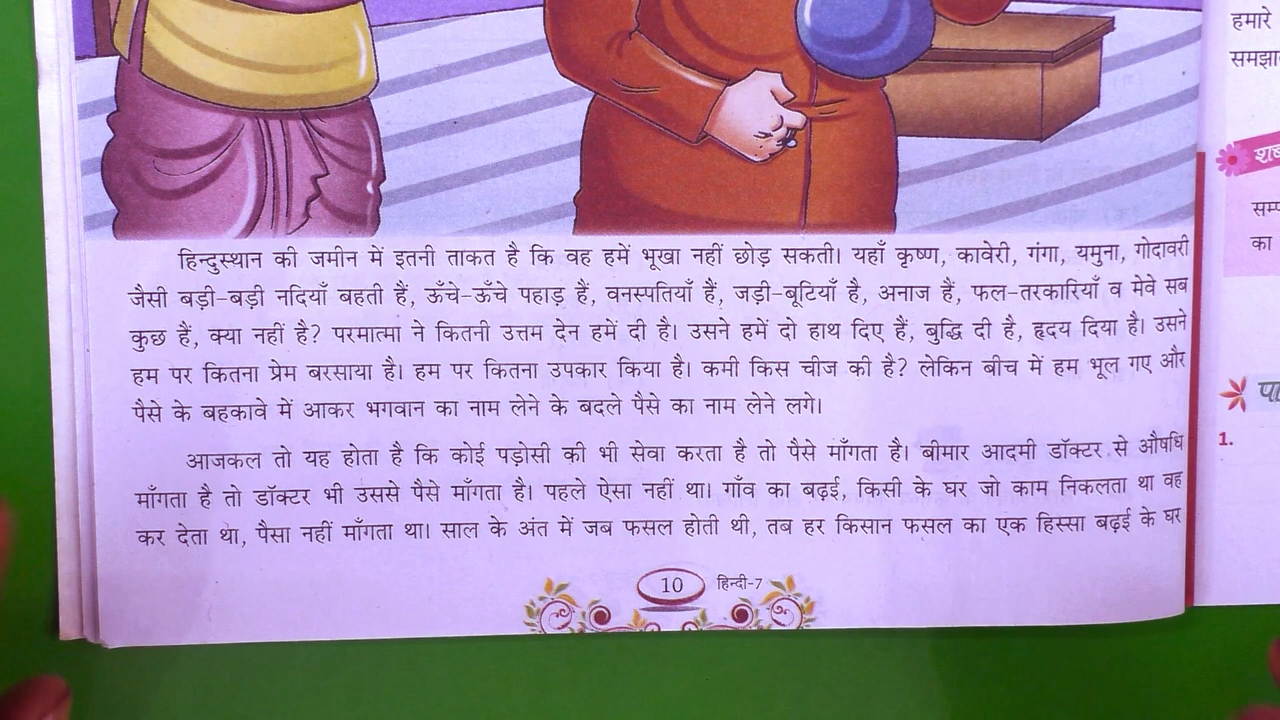 हिन्दुस्थान की जमीन में इतनी ताकत है कि वह हमें भूखा नहीं छोड़ सकती। यहाँ कृष्ण, कावेरी, गंगा, यमुना, गोदावरी
जैसी बड़ी-बड़ी नदियाँ बहती हैं, ऊँचे-ऊँचे पहाड़ हैं, वनस्पतियाँ हैं, जड़ी-बूटियाँ है, अनाज हैं, फल-तरकारियाँ व मेवे सब
कुछ हैं, क्या नहीं है? परमात्मा ने कितनी उत्तम देन हमें दी है। उसने हमें दो हाथ दिए हैं, बुद्धि दी है, हृदय दिया है। उसने
हम पर कितना प्रेम बरसाया है। हम पर कितना उपकार किया है। कमी किस चीज की है? लेकिन बीच में हम भूल गए और
पैसे के बहकावे में आकर भगवान का नाम लेने के बदले पैसे का नाम लेने लगे।
आजकल तो यह होता है कि कोई पड़ोसी की भी सेवा करता है तो पैसे माँगता है। बीमार आदमी डॉक्टर से औषधि
माँगता है तो डॉक्टर भी उससे पैसे माँगता है। पहले ऐसा नहीं था। गाँव का बढ़ई, किसी के घर जो काम निकलता था वह
कर देता था, पैसा नहीं माँगता था। साल के अंत में जब फसल होती थी, तब हर किसान फसल का एक हिस्सा बढ़ई के घर
10 हिन्दी-7
हमारे
का
1.